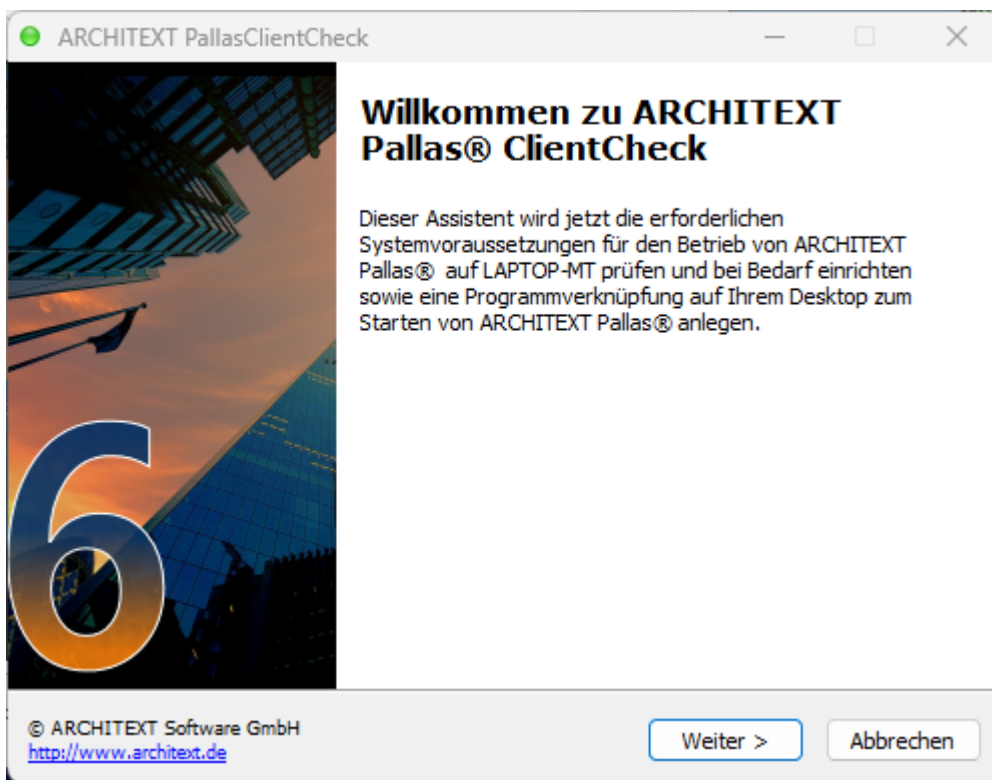 ARCHITEXT PallasClientCheck
Willkommen zu ARCHITEXT
Pallas® ClientCheck
Dieser Assistent wird jetzt die erforderlichen
Systemvoraussetzungen für den Betrieb von ARCHITEXT
Pallas®  auf LAPTOP-MT prüfen und bei Bedarf einrichten
sowie eine Programmverknüpfung auf Ihrem Desktop zum
Starten von ARCHITEXT Pallas® anlegen.
6
© ARCHITEXT Software GmbH
http://www.architext.de
Weiter >
Abbrechen